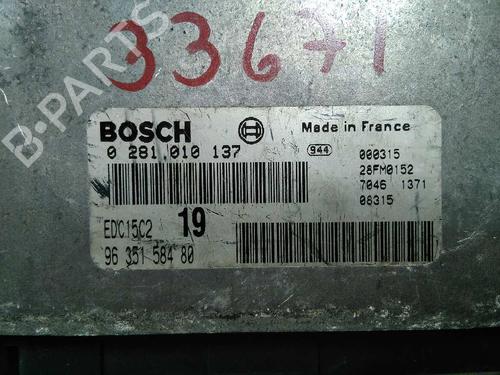 33671
B-PARTS
BOSCH
Made in France
0 281 010 137
944
000315
28FM0152
7046 1371
08315
EDC15C2
19
96 351 584 80